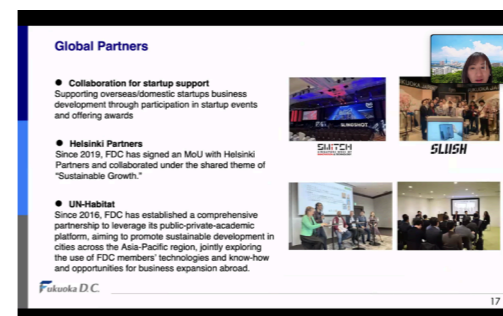 Global Partners
● Collaboration for startup support
Supporting overseas/domestic startups business
development through participation in startup events
and offering awards
● Helsinki Partners
Since 2019, FDC has signed an MoU with Helsinki
Partners and collaborated under the shared theme of
"Sustainable Growth."
● UN-Habitat
Since 2016, FDC has established a comprehensive
partnership to leverage its public-private-academic
platform, aiming to promote sustainable development in
cities across the Asia-Pacific region, jointly exploring
the use of FDC members' technologies and know-how
and opportunities for business expansion abroad.
SLINGSHOT
SWITCH
SLUSH
Fukuoka D.C.
17